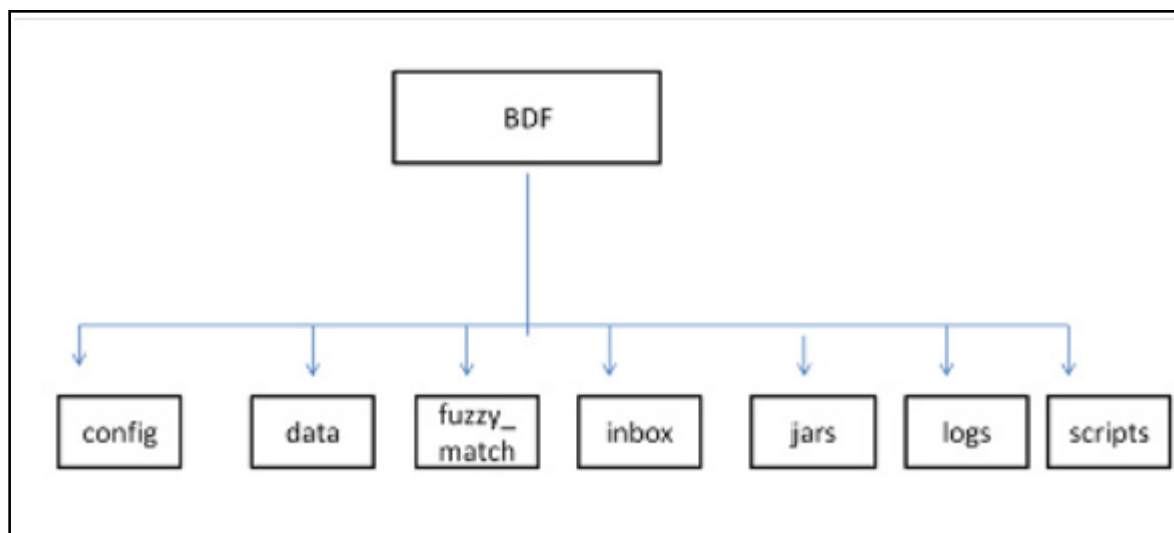 BDF
config
data
fuzzy_
match
inbox
jars
logs
scripts